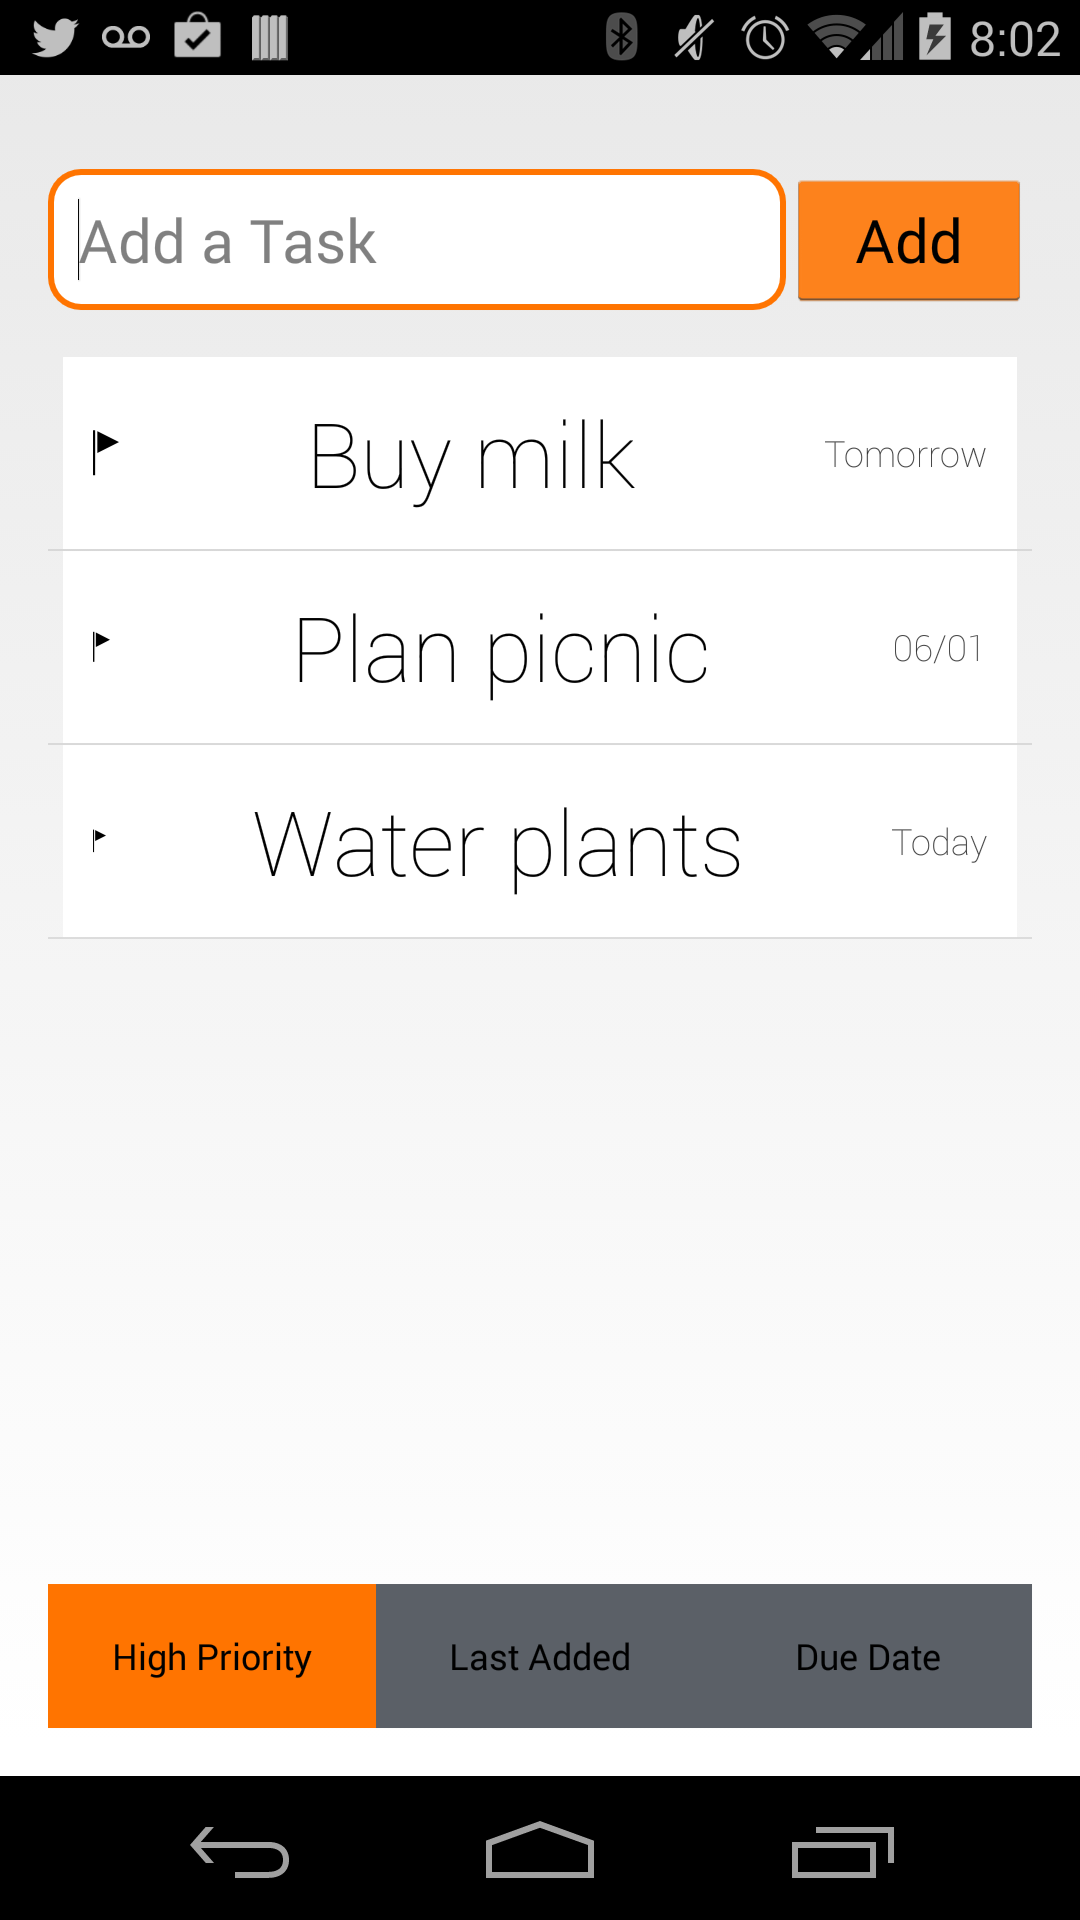 8:02
Add a Task
Add
Buy milk
Tomorrow
Plan picnic
06/01
Water plants
Today
High Priority
Last Added
Due Date